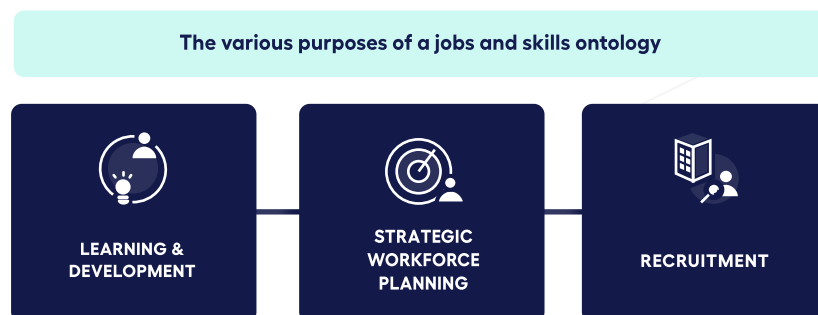 The various purposes of a jobs and skills ontology
LEARNING &
DEVELOPMENT
STRATEGIC
WORKFORCE
PLANNING
RECRUITMENT